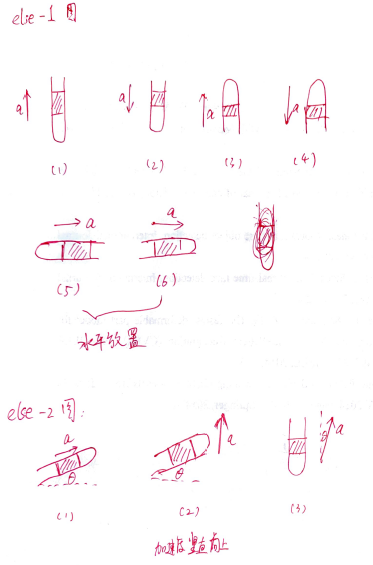 else-1 图
a a a a
(1) (2) (3) (4)
a a
(5) (6)
水平放置
else-2 图:
a a a
θ θ θ
(1) (2) (3)
加速度竖直向上